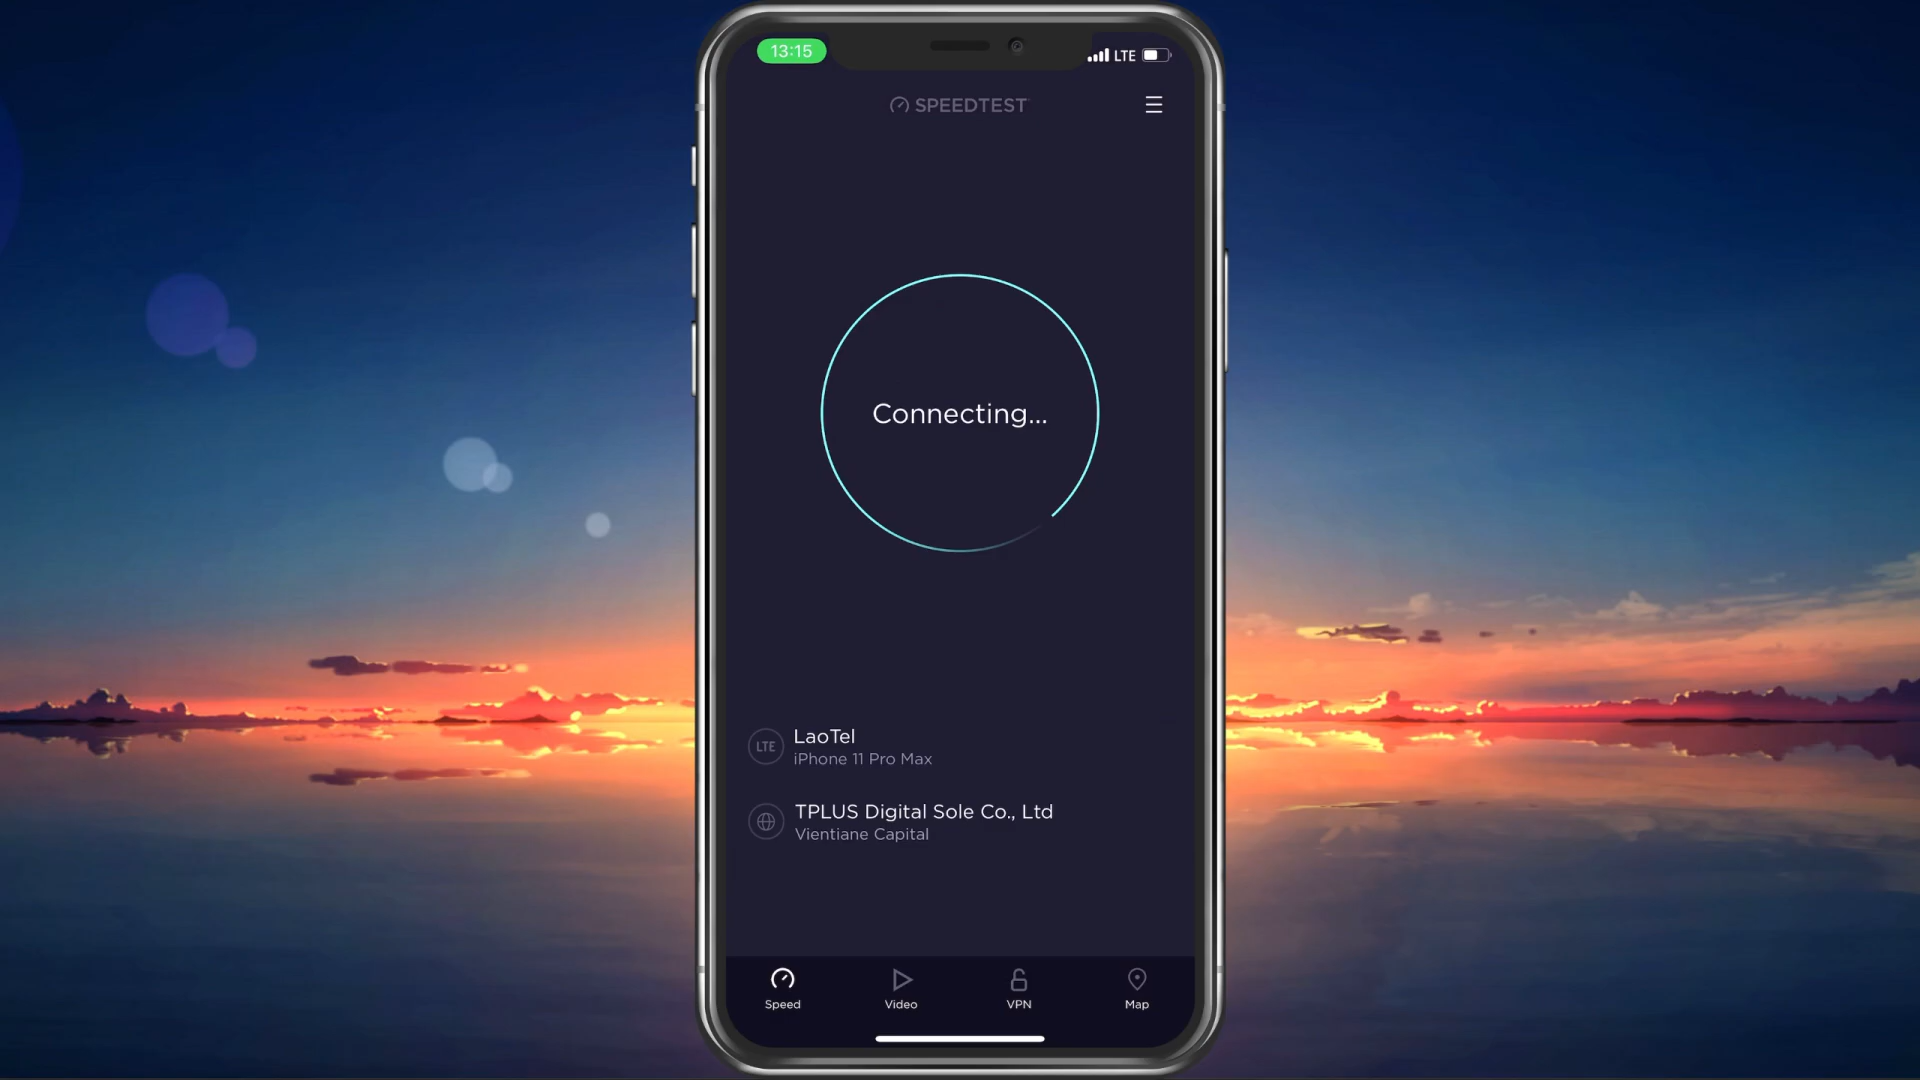 13:15
LTE
SPEEDTEST
Connecting...
LTE
LaoTel
iPhone 11 Pro Max
TPLUS Digital Sole Co., Ltd
Vientiane Capital
Speed
Video
VPN
Map